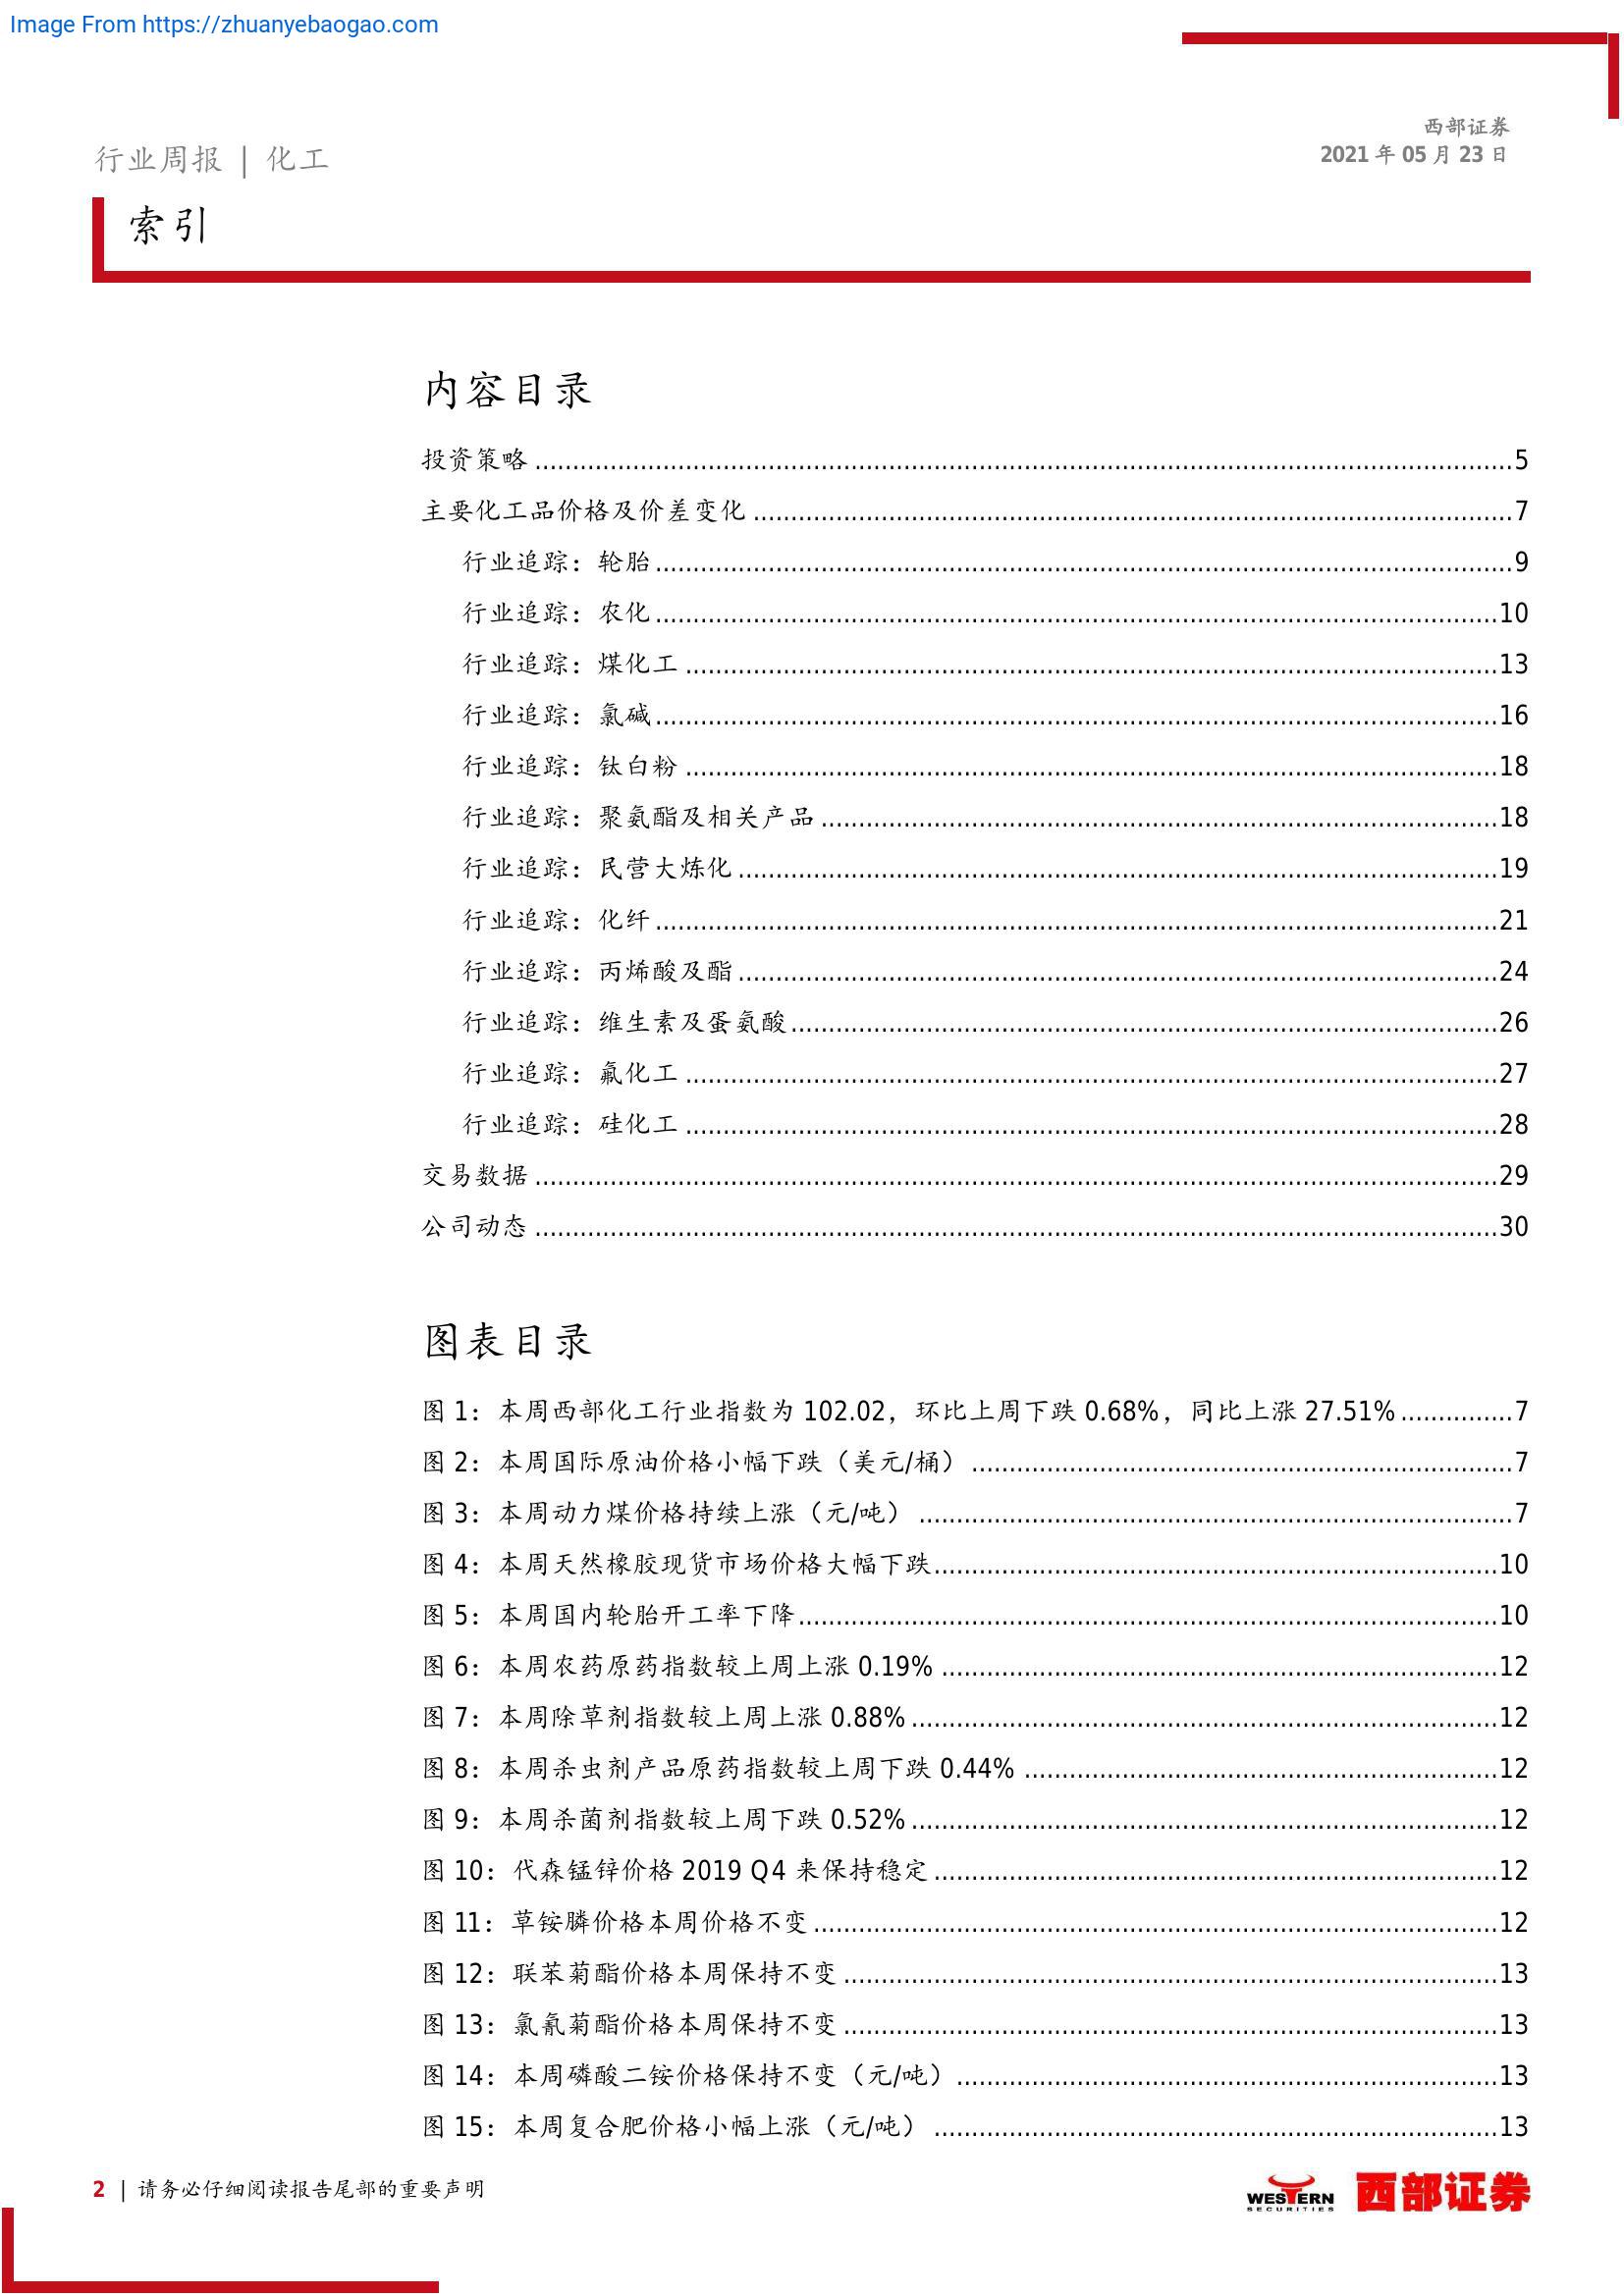 Image From https://zhuanyebaogao.com
西部证券
行业周报 | 化工
2021 年 05 月 23 日
索引
内容目录
投资策略 ........................................ 5
主要化工品价格及价差变化 ........................................ 7
行业追踪：轮胎 ........................................ 9
行业追踪：农化 ........................................ 10
行业追踪：煤化工 ........................................ 13
行业追踪：氯碱 ........................................ 16
行业追踪：钛白粉 ........................................ 18
行业追踪：聚氨酯及相关产品 ........................................ 18
行业追踪：民营大炼化 ........................................ 19
行业追踪：化纤 ........................................ 21
行业追踪：丙烯酸及酯 ........................................ 24
行业追踪：维生素及蛋氨酸 ........................................ 26
行业追踪：氟化工 ........................................ 27
行业追踪：硅化工 ........................................ 28
交易数据 ........................................ 29
公司动态 ........................................ 30
图表目录
图 1：本周西部化工行业指数为 102.02，环比上周下跌 0.68%，同比上涨 27.51% ............... 7
图 2：本周国际原油价格小幅下跌（美元/桶） ........................................ 7
图 3：本周动力煤价格持续上涨（元/吨） ........................................ 7
图 4：本周天然橡胶现货市场价格大幅下跌 ........................................ 10
图 5：本周国内轮胎开工率下降 ........................................ 10
图 6：本周农药原药指数较上周上涨 0.19% ........................................ 12
图 7：本周除草剂指数较上周上涨 0.88% ........................................ 12
图 8：本周杀虫剂产品原药指数较上周下跌 0.44% ........................................ 12
图 9：本周杀菌剂指数较上周下跌 0.52% ........................................ 12
图 10：代森锰锌价格 2019 Q4 来保持稳定 ........................................ 12
图 11：草铵膦价格本周价格不变 ........................................ 12
图 12：联苯菊酯价格本周保持不变 ........................................ 13
图 13：氯氰菊酯价格本周保持不变 ........................................ 13
图 14：本周磷酸二铵价格保持不变（元/吨） ........................................ 13
图 15：本周复合肥价格小幅上涨（元/吨） ........................................ 13
2 | 请务必仔细阅读报告尾部的重要声明
WESTERN
SECURITIES
西部证券